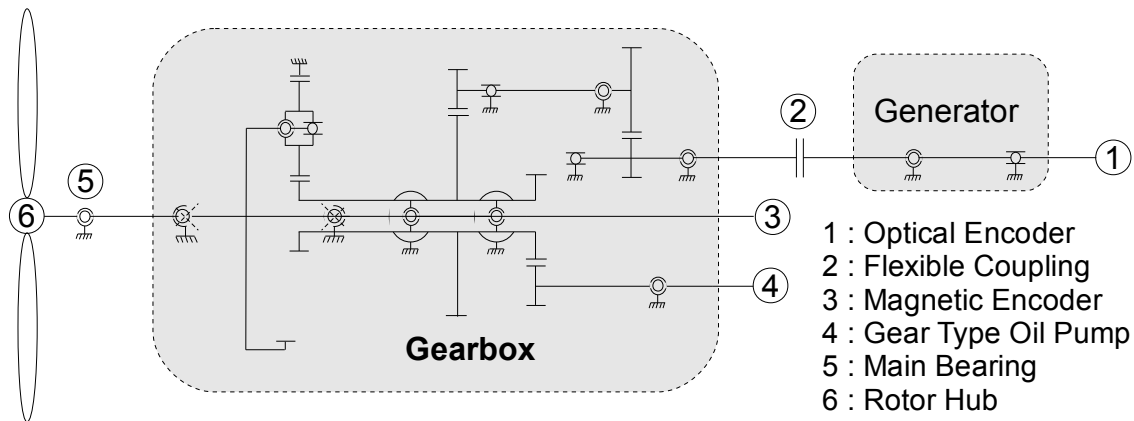 2
Generator
1
5
6
3
4
Gearbox
1 : Optical Encoder
2 : Flexible Coupling
3 : Magnetic Encoder
4 : Gear Type Oil Pump
5 : Main Bearing
6 : Rotor Hub